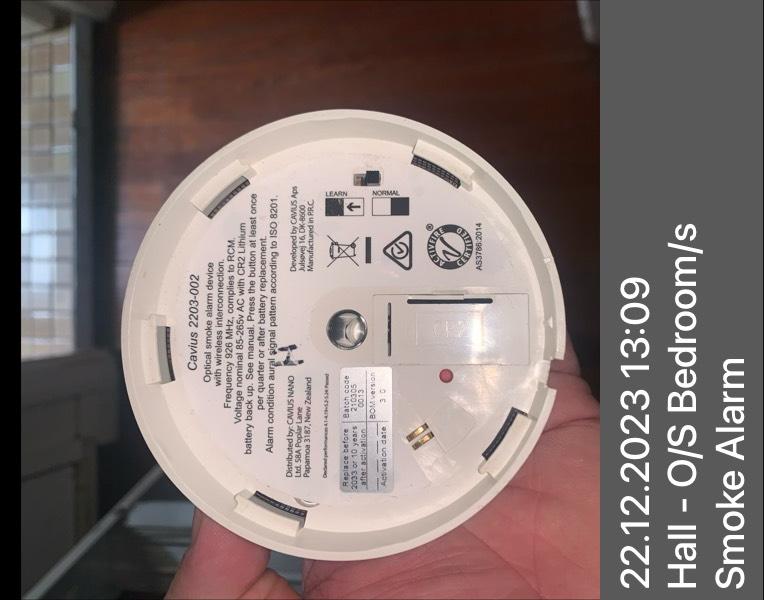 Cavius 2203-002
Optical smoke alarm device
with wireless interconnection.
Frequency 926 MHz, complies to RCM.
Voltage nominal 85-265v AC with CR2 Lithium
battery back up. See manual. Press the button at least once
per quarter or after battery replacement.
Alarm condition aural signal pattern according to ISO 8201.
Distributed by: CAVIUS NANO
Ltd. 58A Poplar Lane
Papamoa 3187, New Zealand
Developed by CAVIUS Aps
Julsøvej 16, DK-8600
Manufactured in P.R.C.
LEARN
NORMAL
ACTIVFIRE
CERTIFIED
®
AS3786:2014
Replace before
2033 or 10 years
after activation
Activation date
Batch code
210305
0013
BOM version
3.0
22.12.2023 13:09
Hall - O/S Bedroom/s
Smoke Alarm